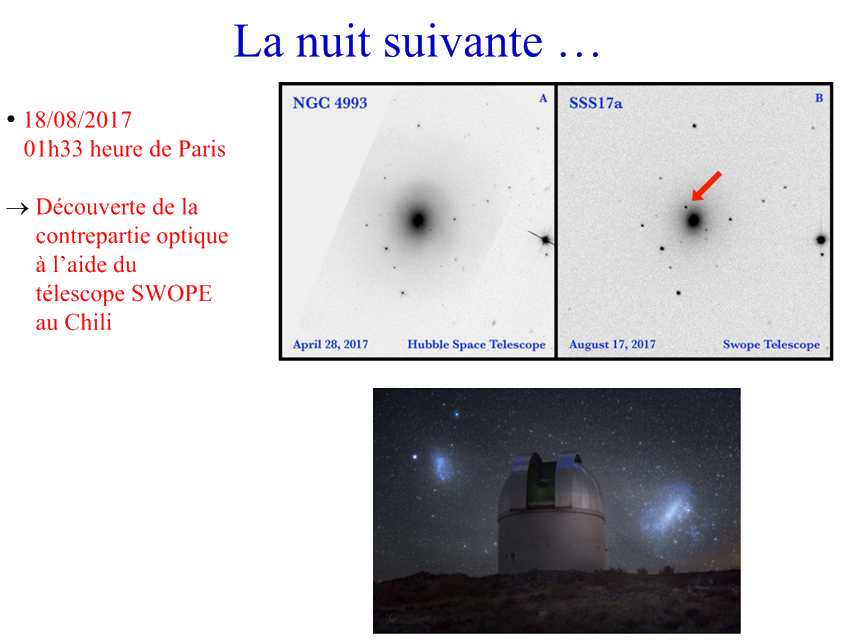 La nuit suivante …
• 18/08/2017
01h33 heure de Paris
→ Découverte de la
contrepartie optique
à l’aide du
télescope SWOPE
au Chili
NGC 4993
A
April 28, 2017
Hubble Space Telescope
SSS17a
B
August 17, 2017
Swope Telescope